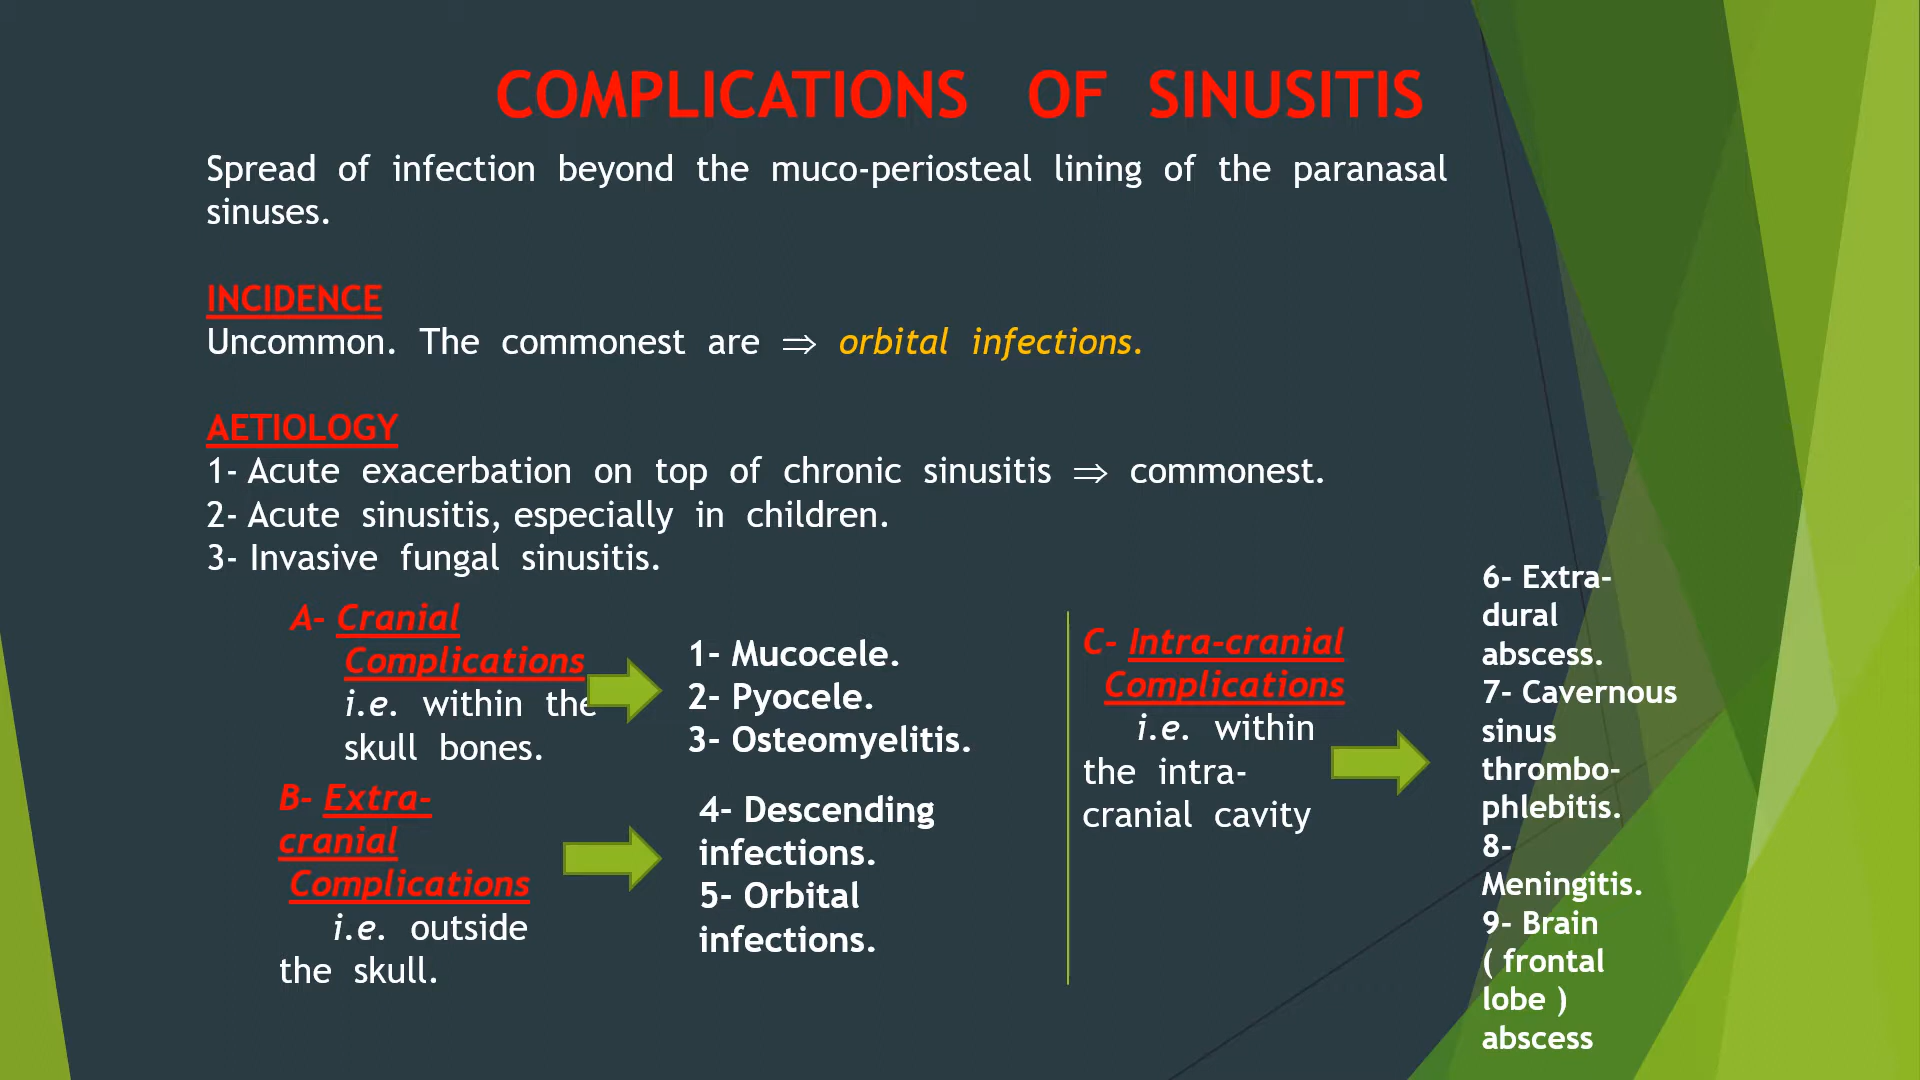 COMPLICATIONS OF SINUSITIS
Spread of infection beyond the muco-periosteal lining of the paranasal
sinuses.
INCIDENCE
Uncommon. The commonest are ⇒ orbital infections.
AETIOLOGY
1- Acute exacerbation on top of chronic sinusitis ⇒ commonest.
2- Acute sinusitis, especially in children.
3- Invasive fungal sinusitis.
A- Cranial
Complications
i.e. within the
skull bones.
1- Mucocele.
2- Pyocele.
3- Osteomyelitis.
B- Extra-
cranial
Complications
i.e. outside
the skull.
4- Descending
infections.
5- Orbital
infections.
C- Intra-cranial
Complications
i.e. within
the intra-
cranial cavity
6- Extra-
dural
abscess.
7- Cavernous
sinus
thrombo-
phlebitis.
8-
Meningitis.
9- Brain
( frontal
lobe )
abscess